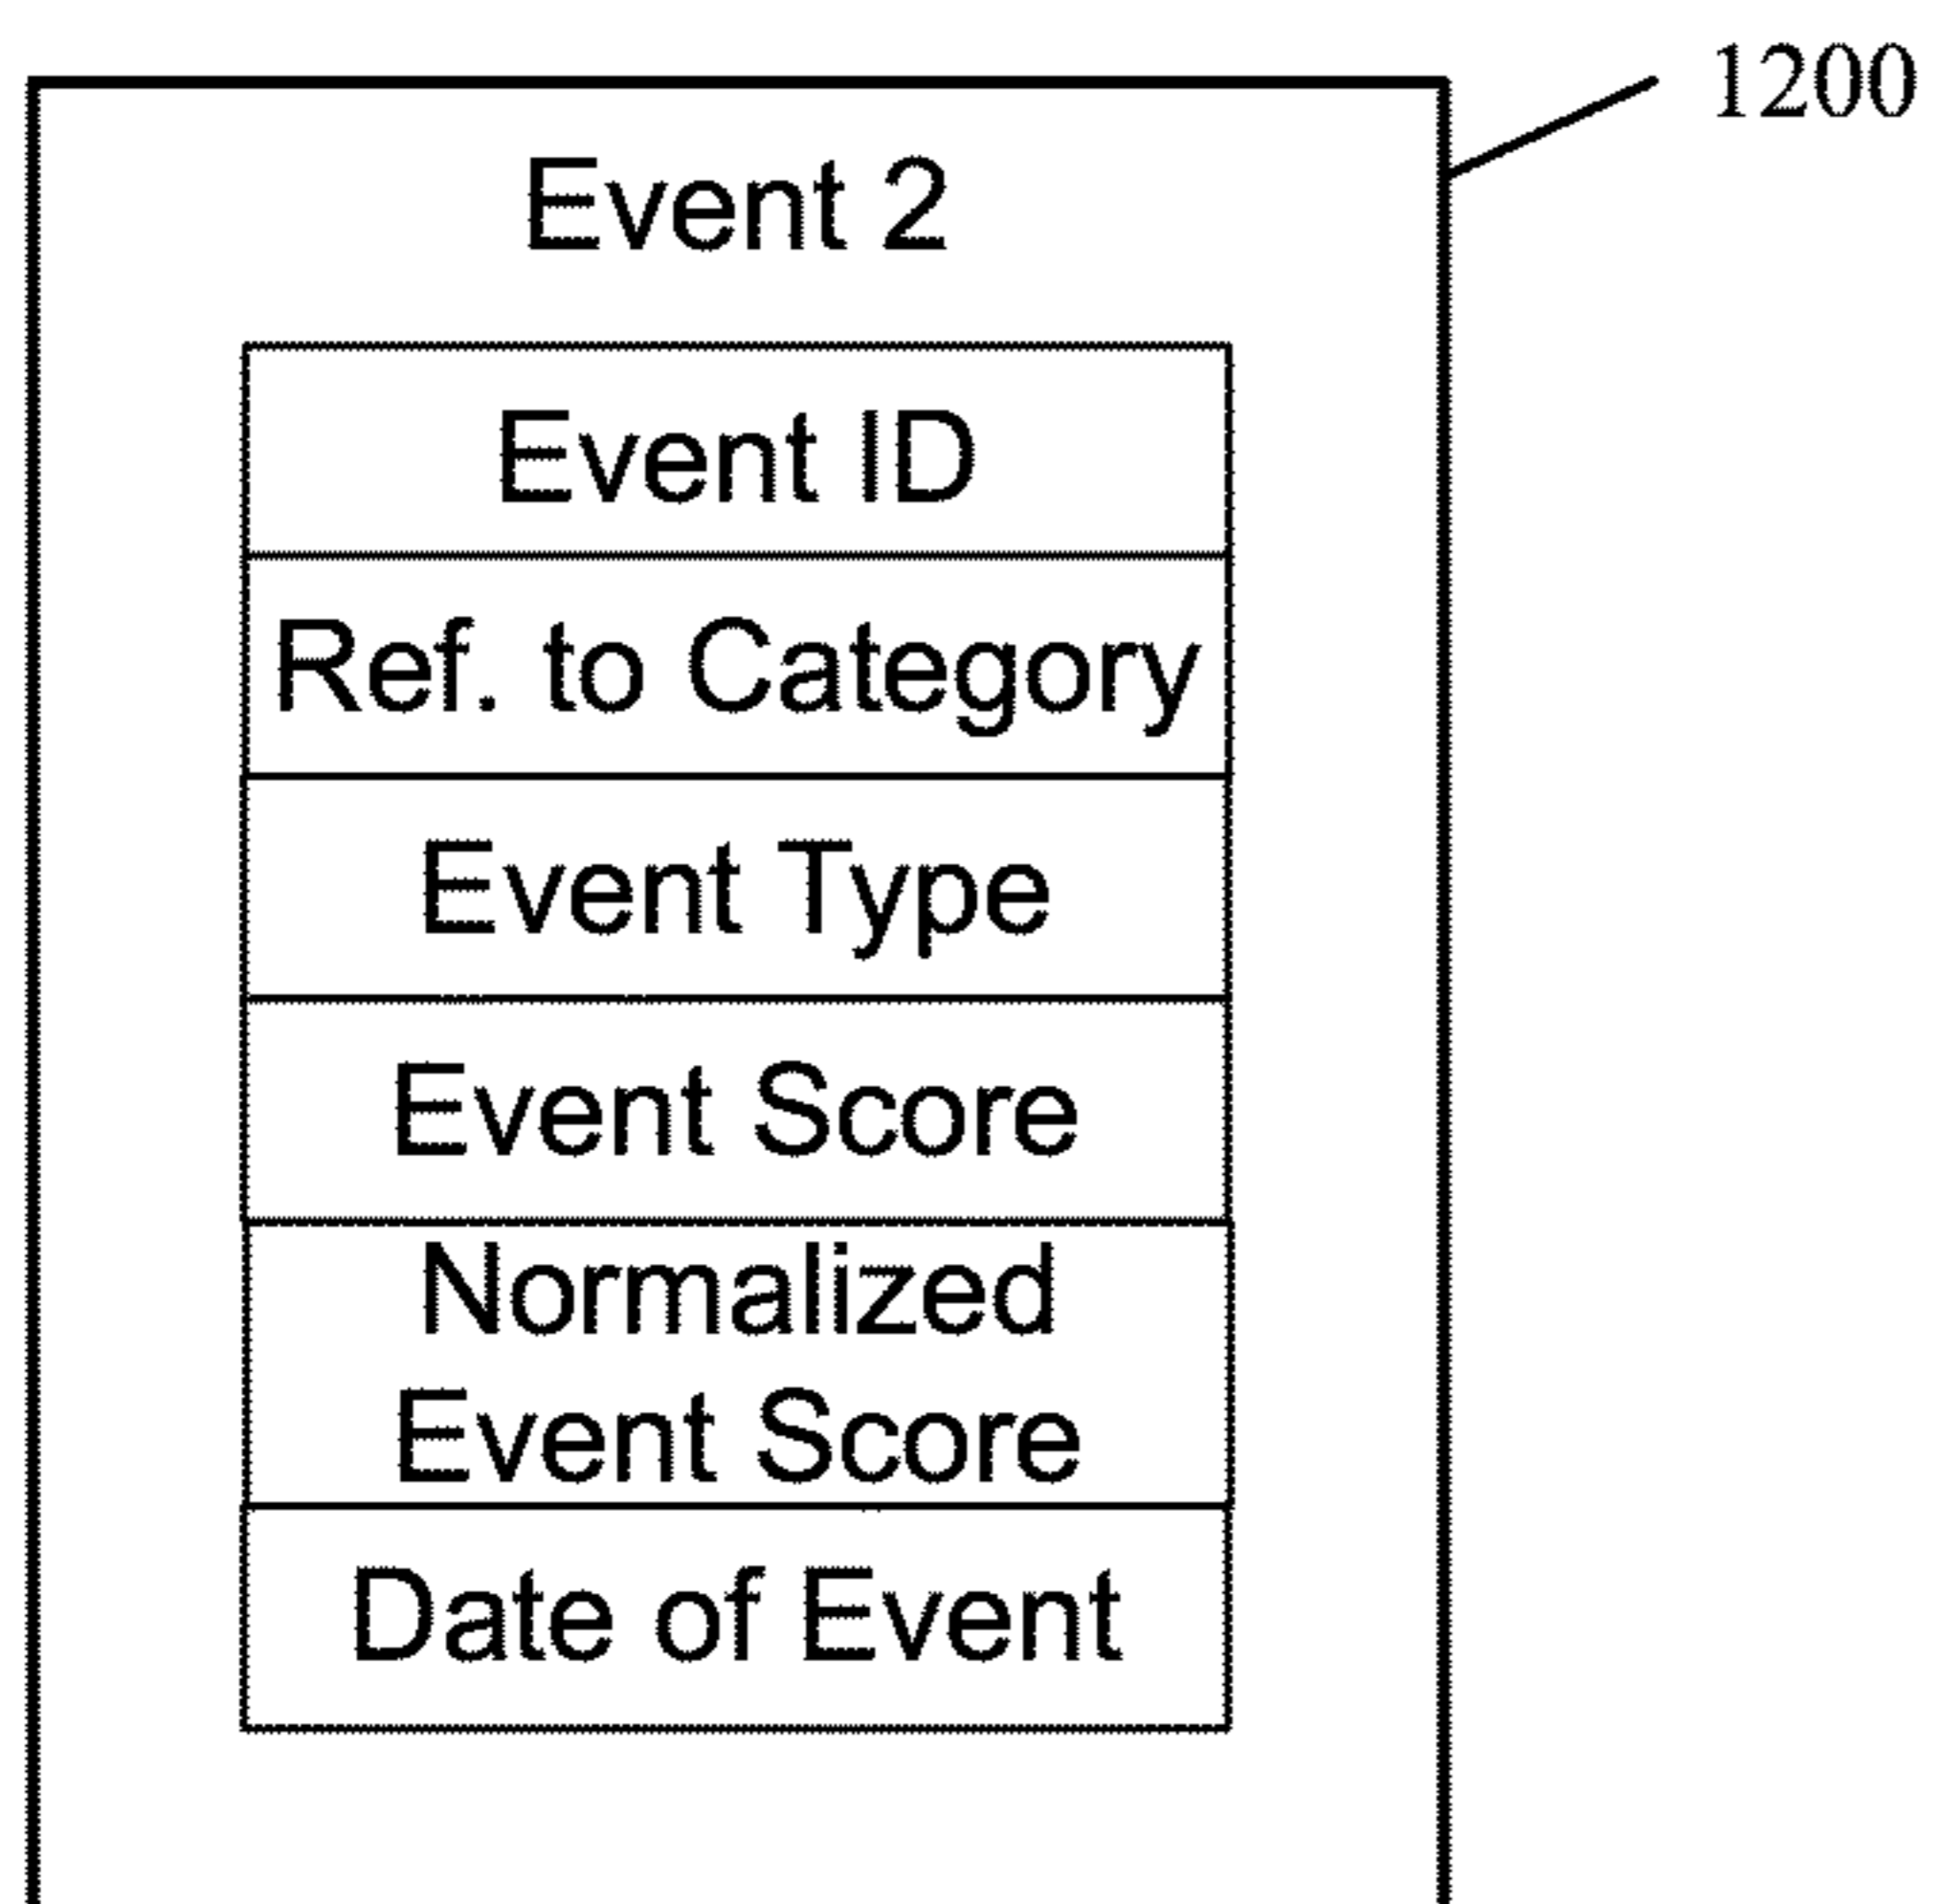 1200
Event 2
Event ID
Ref. to Category
Event Type
Event Score
Normalized
Event Score
Date of Event